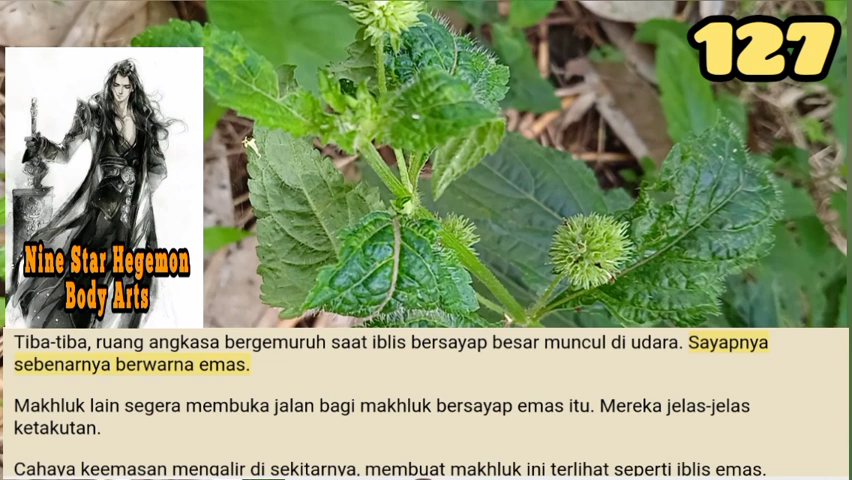 127
Nine Star Hegemon
Body Arts
Tiba-tiba, ruang angkasa bergemuruh saat iblis bersayap besar muncul di udara. Sayapnya
sebenarnya berwarna emas.
Makhluk lain segera membuka jalan bagi makhluk bersayap emas itu. Mereka jelas-jelas
ketakutan.
Cahaya keemasan mengalir di sekitarnya, membuat makhluk ini terlihat seperti iblis emas.